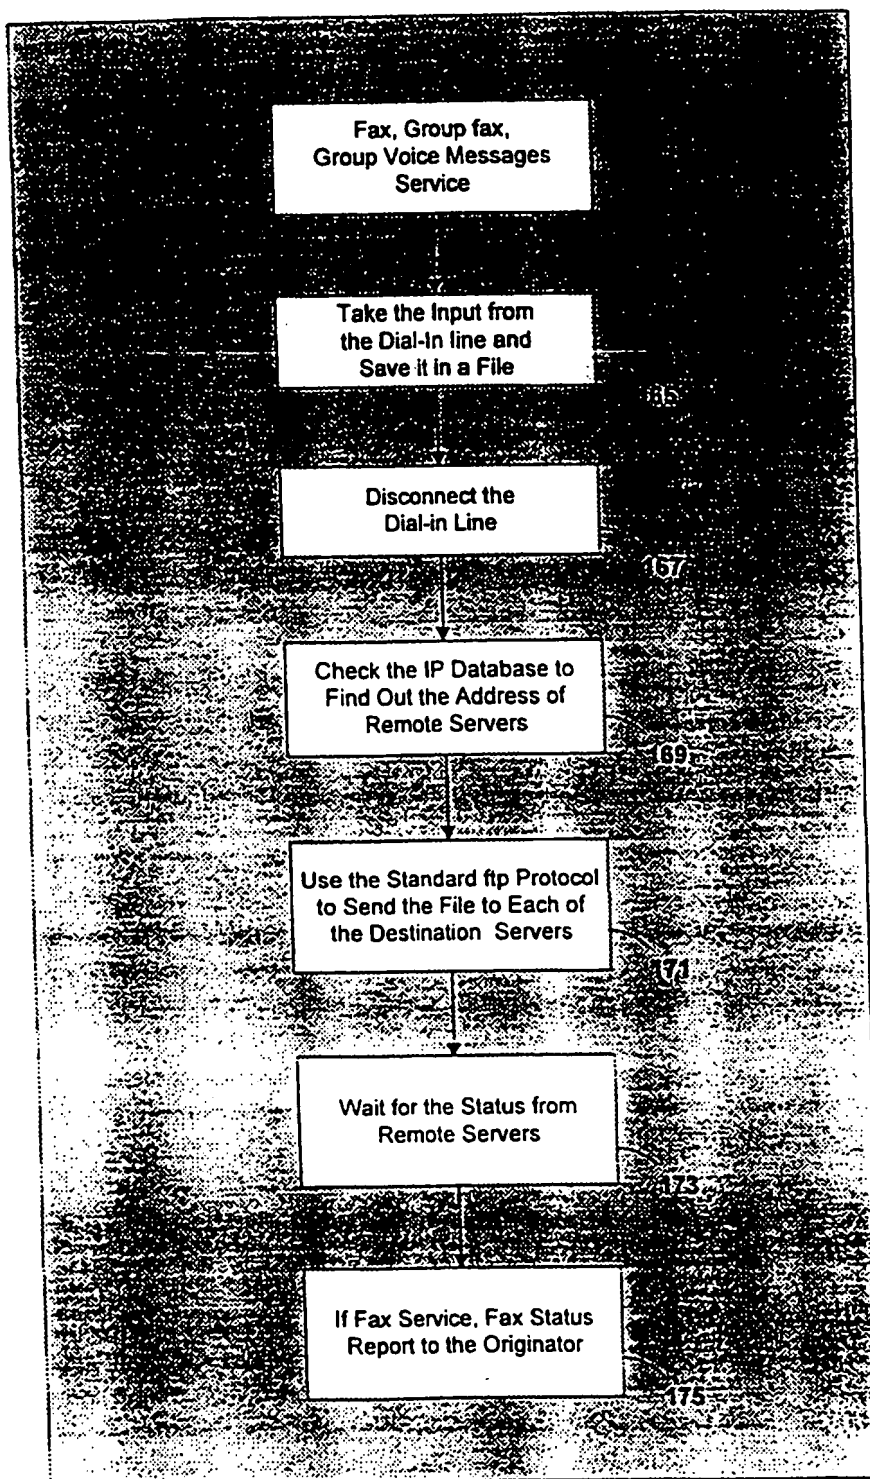 Fax, Group fax,
Group Voice Messages
Service
Take the Input from
the Dial-In line and
Save it in a File
Disconnect the
Dial-in Line
167
Check the IP Database to
Find Out the Address of
Remote Servers
169
Use the Standard ftp Protocol
to Send the File to Each of
the Destination Servers
171
Wait for the Status from
Remote Servers
173
If Fax Service, Fax Status
Report to the Originator
175